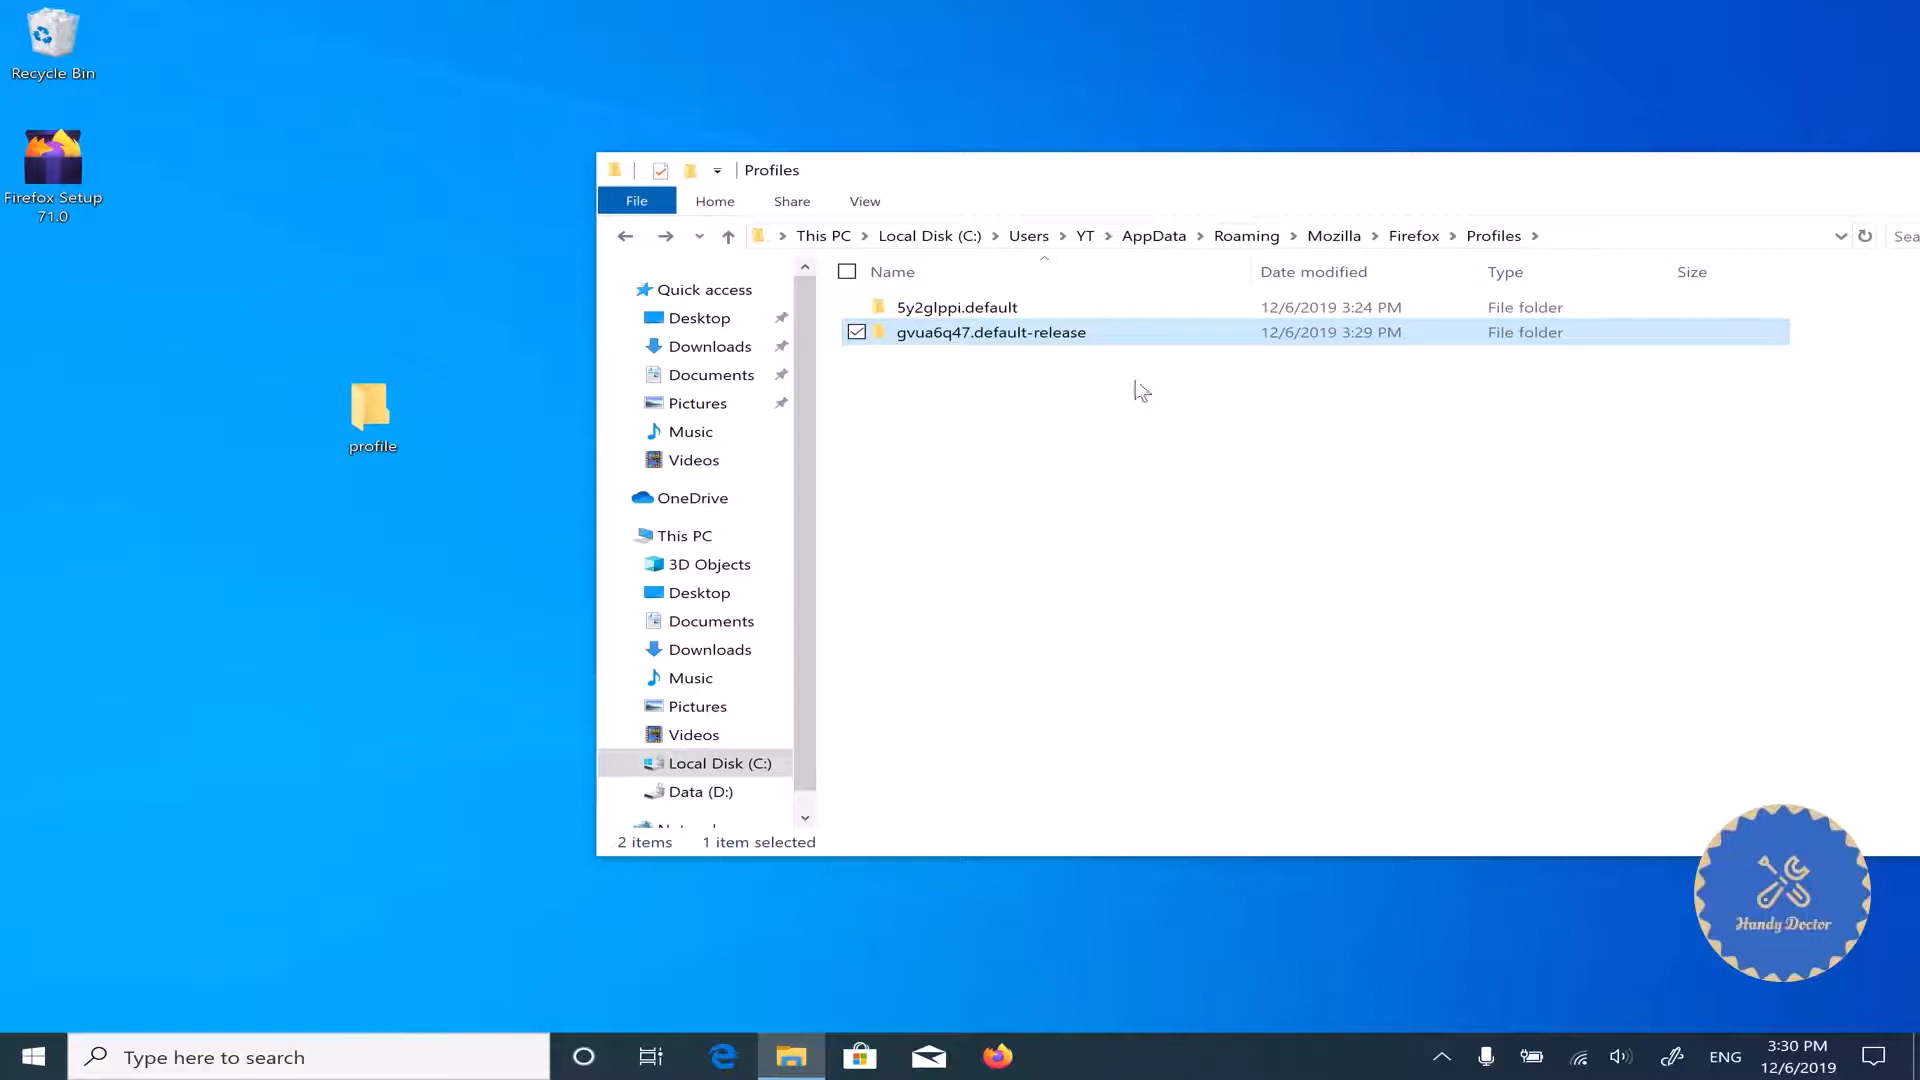 Recycle Bin
Firefox Setup
71.0
profile
Profiles
File
Home
Share
View
This PC
Local Disk (C:)
Users
YT
AppData
Roaming
Mozilla
Firefox
Profiles
Sea
Name
Date modified
Type
Size
5y2glppi.default
12/6/2019 3:24 PM
File folder
gvua6q47.default-release
12/6/2019 3:29 PM
File folder
Quick access
Desktop
Downloads
Documents
Pictures
Music
Videos
OneDrive
This PC
3D Objects
Desktop
Documents
Downloads
Music
Pictures
Videos
Local Disk (C:)
Data (D:)
2 items
1 item selected
Handy Doctor
Type here to search
ENG
3:30 PM
12/6/2019